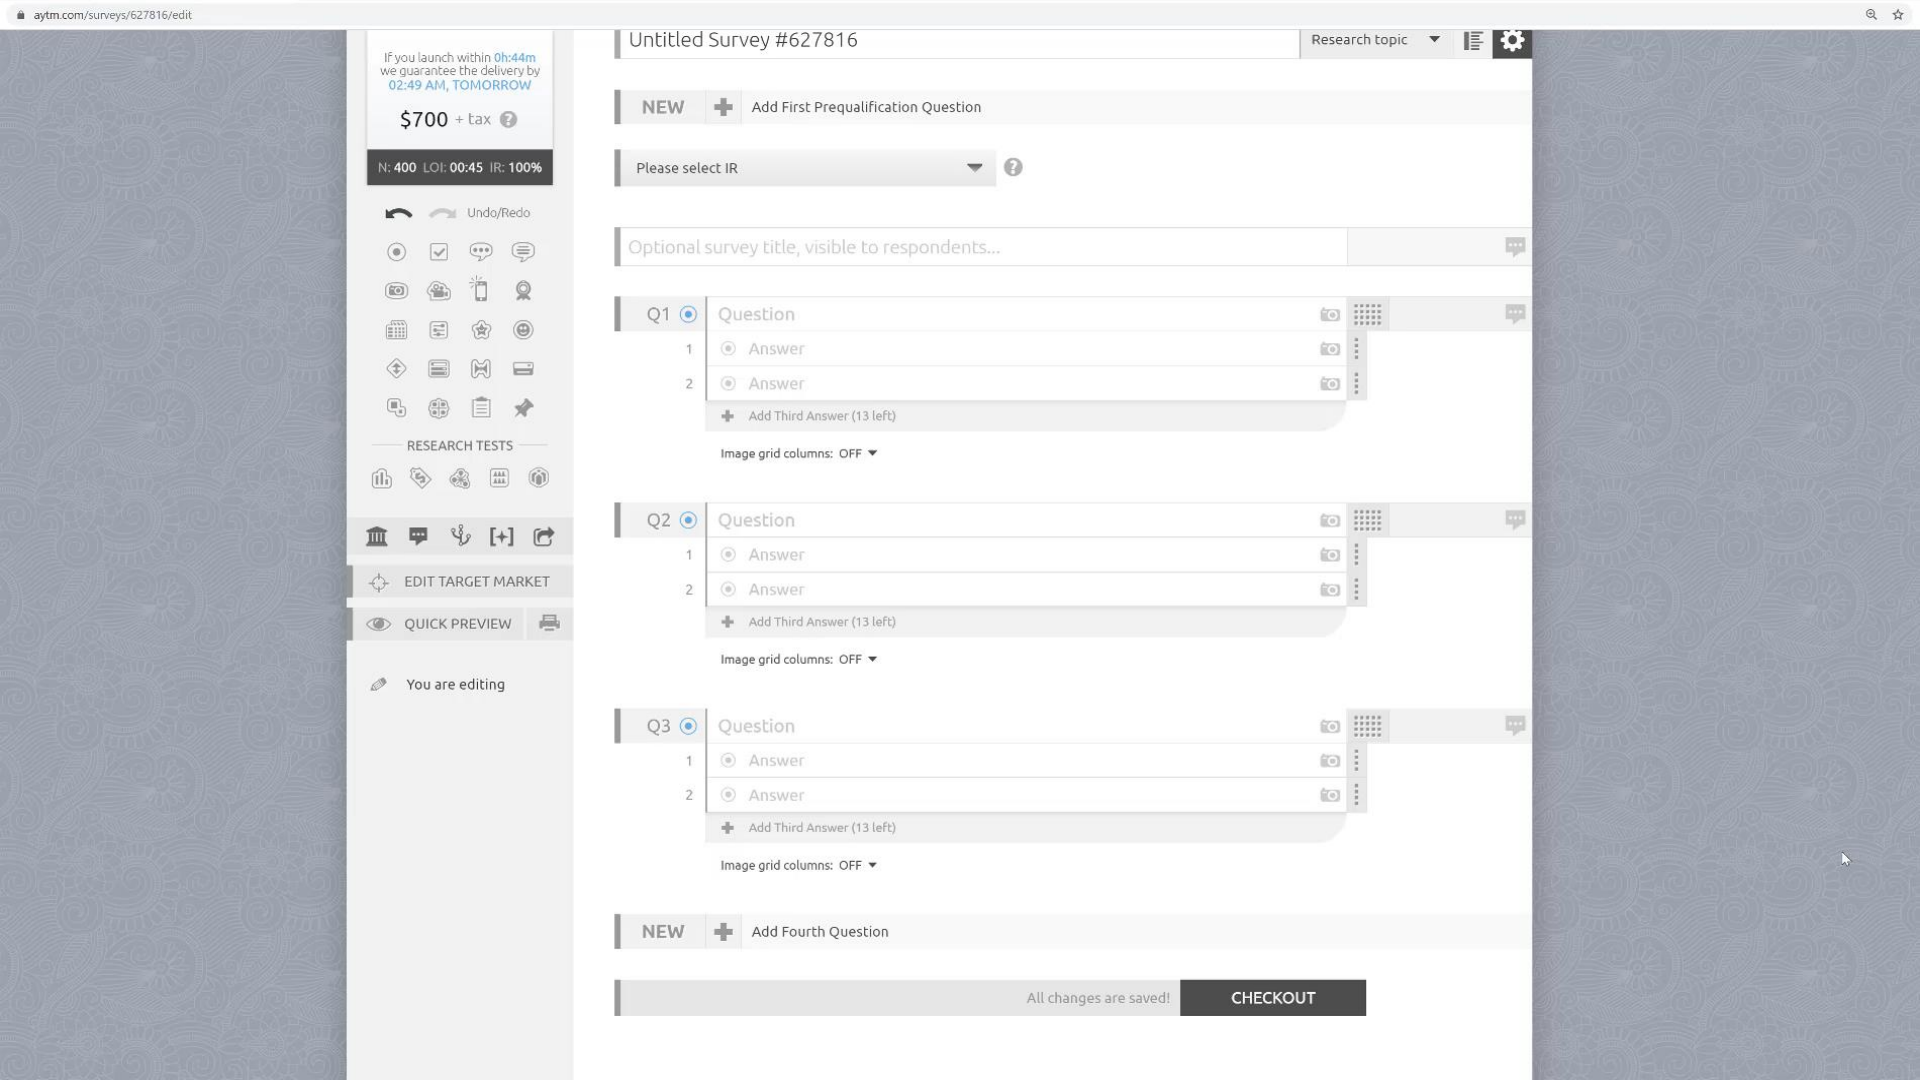 aytm.com/surveys/627816/edit
Untitled Survey #627816
Research topic
If you launch within 0h:44m
we guarantee the delivery by
02:49 AM, TOMORROW
$700 + tax ?
N: 400 LOI: 00:45 IR: 100%
Undo/Redo
RESEARCH TESTS
EDIT TARGET MARKET
QUICK PREVIEW
You are editing
NEW Add First Prequalification Question
Please select IR ?
Optional survey title, visible to respondents...
Q1 Question
1 Answer
2 Answer
Add Third Answer (13 left)
Image grid columns: OFF
Q2 Question
1 Answer
2 Answer
Add Third Answer (13 left)
Image grid columns: OFF
Q3 Question
1 Answer
2 Answer
Add Third Answer (13 left)
Image grid columns: OFF
NEW Add Fourth Question
All changes are saved! CHECKOUT